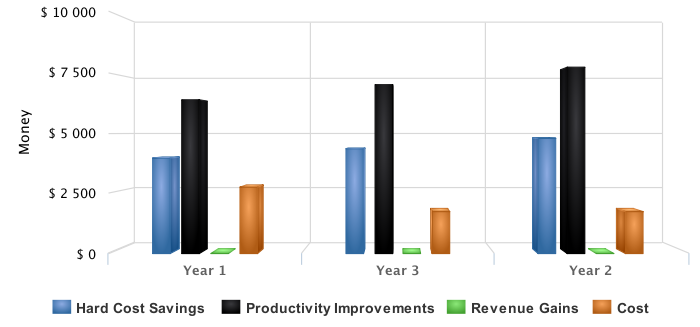 $ 10 000
$ 7 500
$ 5 000
$ 2 500
$ 0
Money
Year 1 Year 3 Year 2
Hard Cost Savings Productivity Improvements Revenue Gains Cost